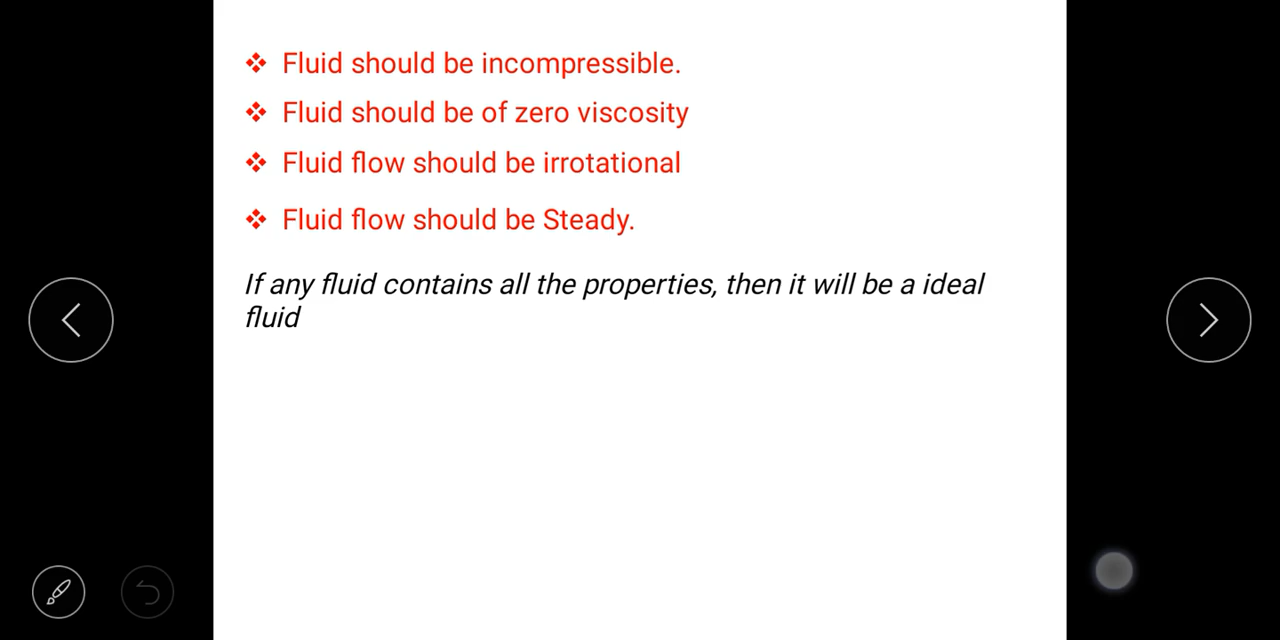 ❖ Fluid should be incompressible.
❖ Fluid should be of zero viscosity
❖ Fluid flow should be irrotational
❖ Fluid flow should be Steady.
If any fluid contains all the properties, then it will be a ideal
fluid